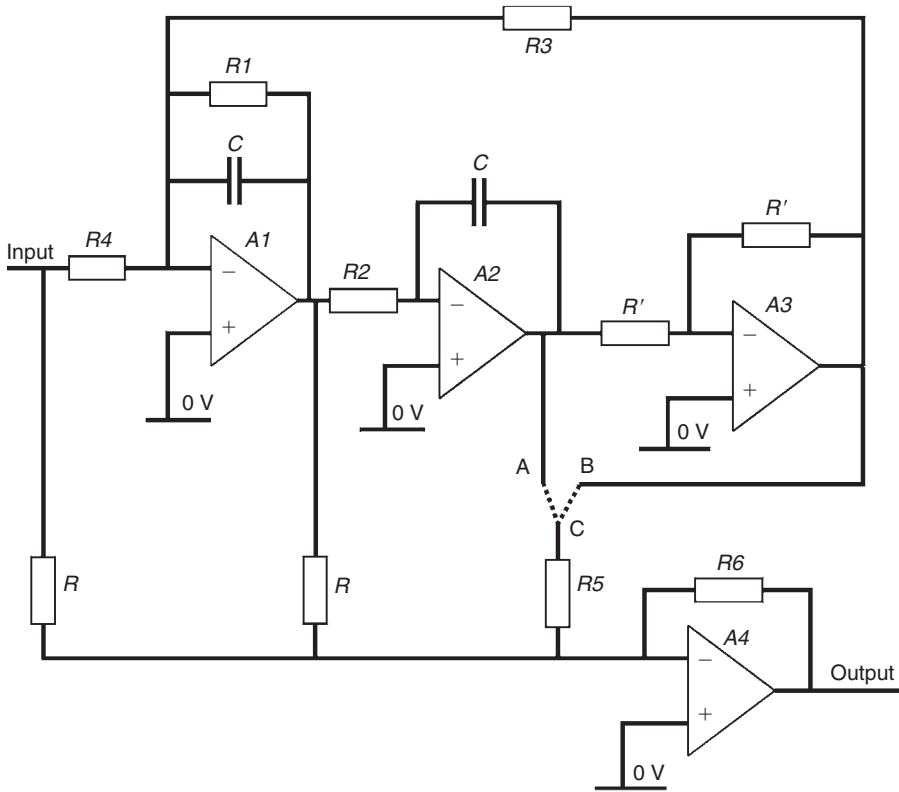 R3
R1
C
C
R'
Input
R4
A1
R2
A2
R'
A3
−
+
−
+
−
+
0 V
0 V
0 V
A
B
C
R
R
R5
R6
A4
−
+
Output
0 V